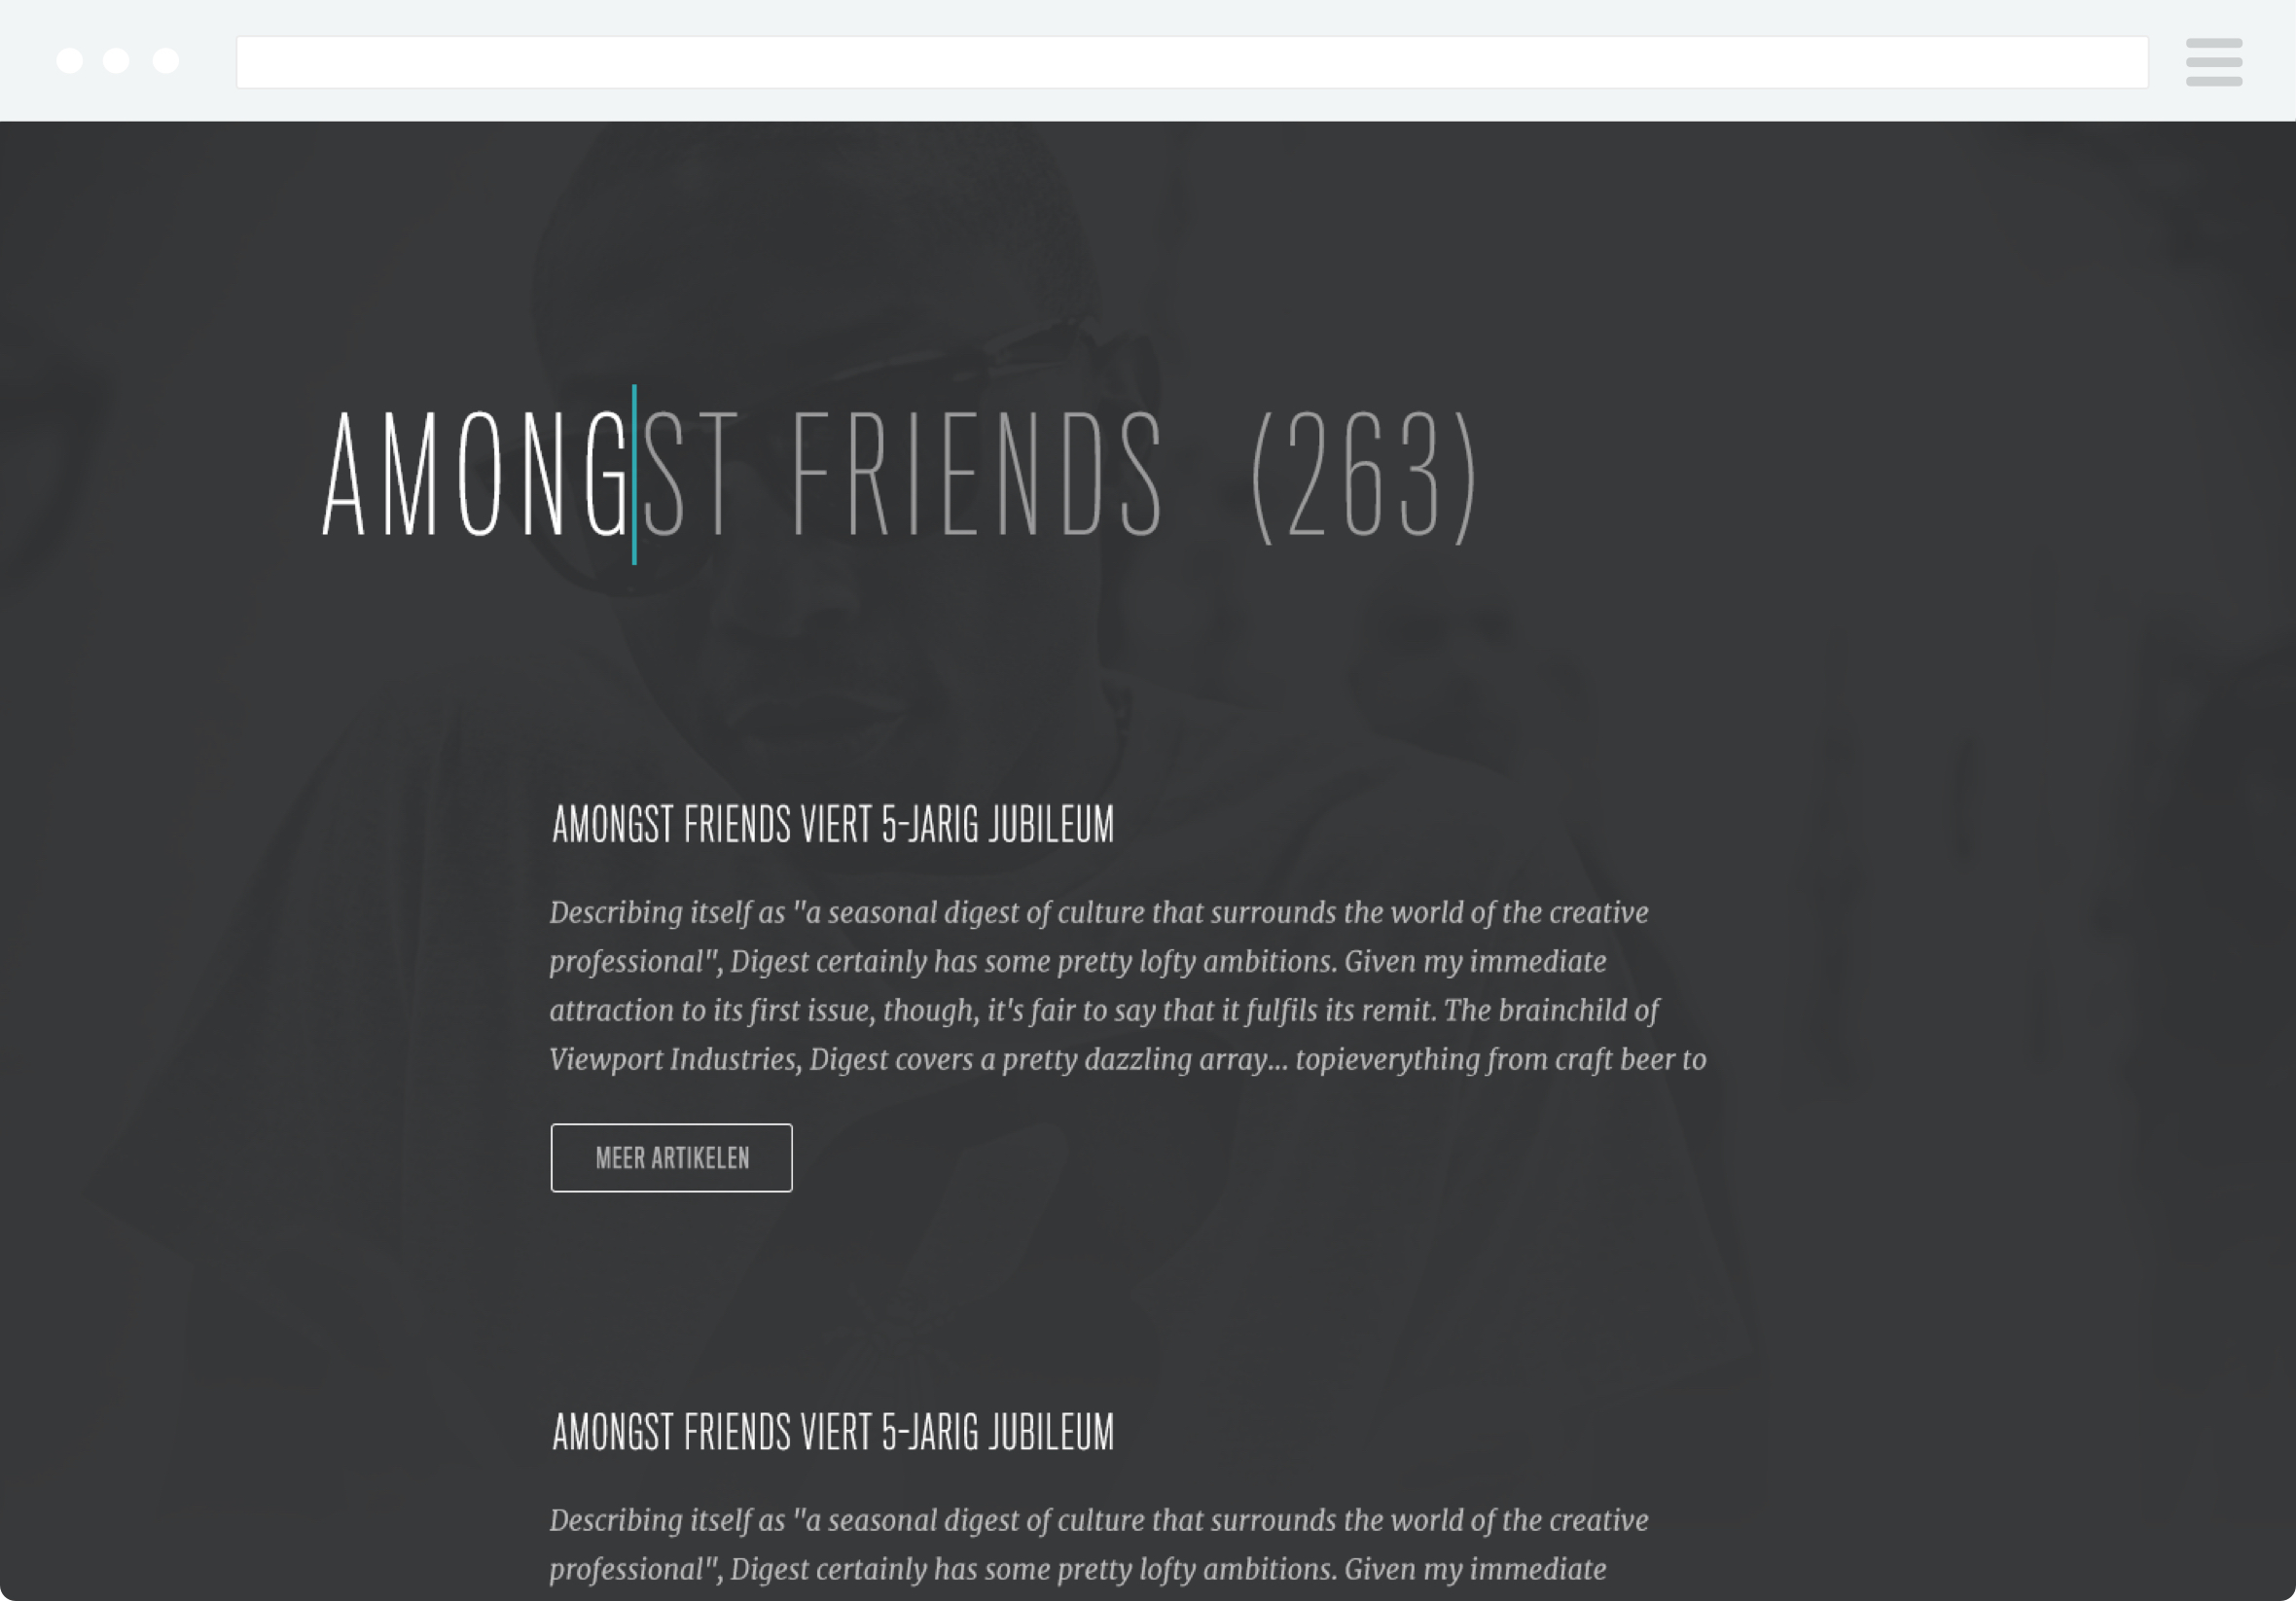 AMONGST FRIENDS (263)
AMONGST FRIENDS VIERT 5-JARIG JUBILEUM
Describing itself as "a seasonal digest of culture that surrounds the world of the creative
professional", Digest certainly has some pretty lofty ambitions. Given my immediate
attraction to its first issue, though, it's fair to say that it fulfils its remit. The brainchild of
Viewport Industries, Digest covers a pretty dazzling array... topieverything from craft beer to
MEER ARTIKELEN
AMONGST FRIENDS VIERT 5-JARIG JUBILEUM
Describing itself as "a seasonal digest of culture that surrounds the world of the creative
professional", Digest certainly has some pretty lofty ambitions. Given my immediate